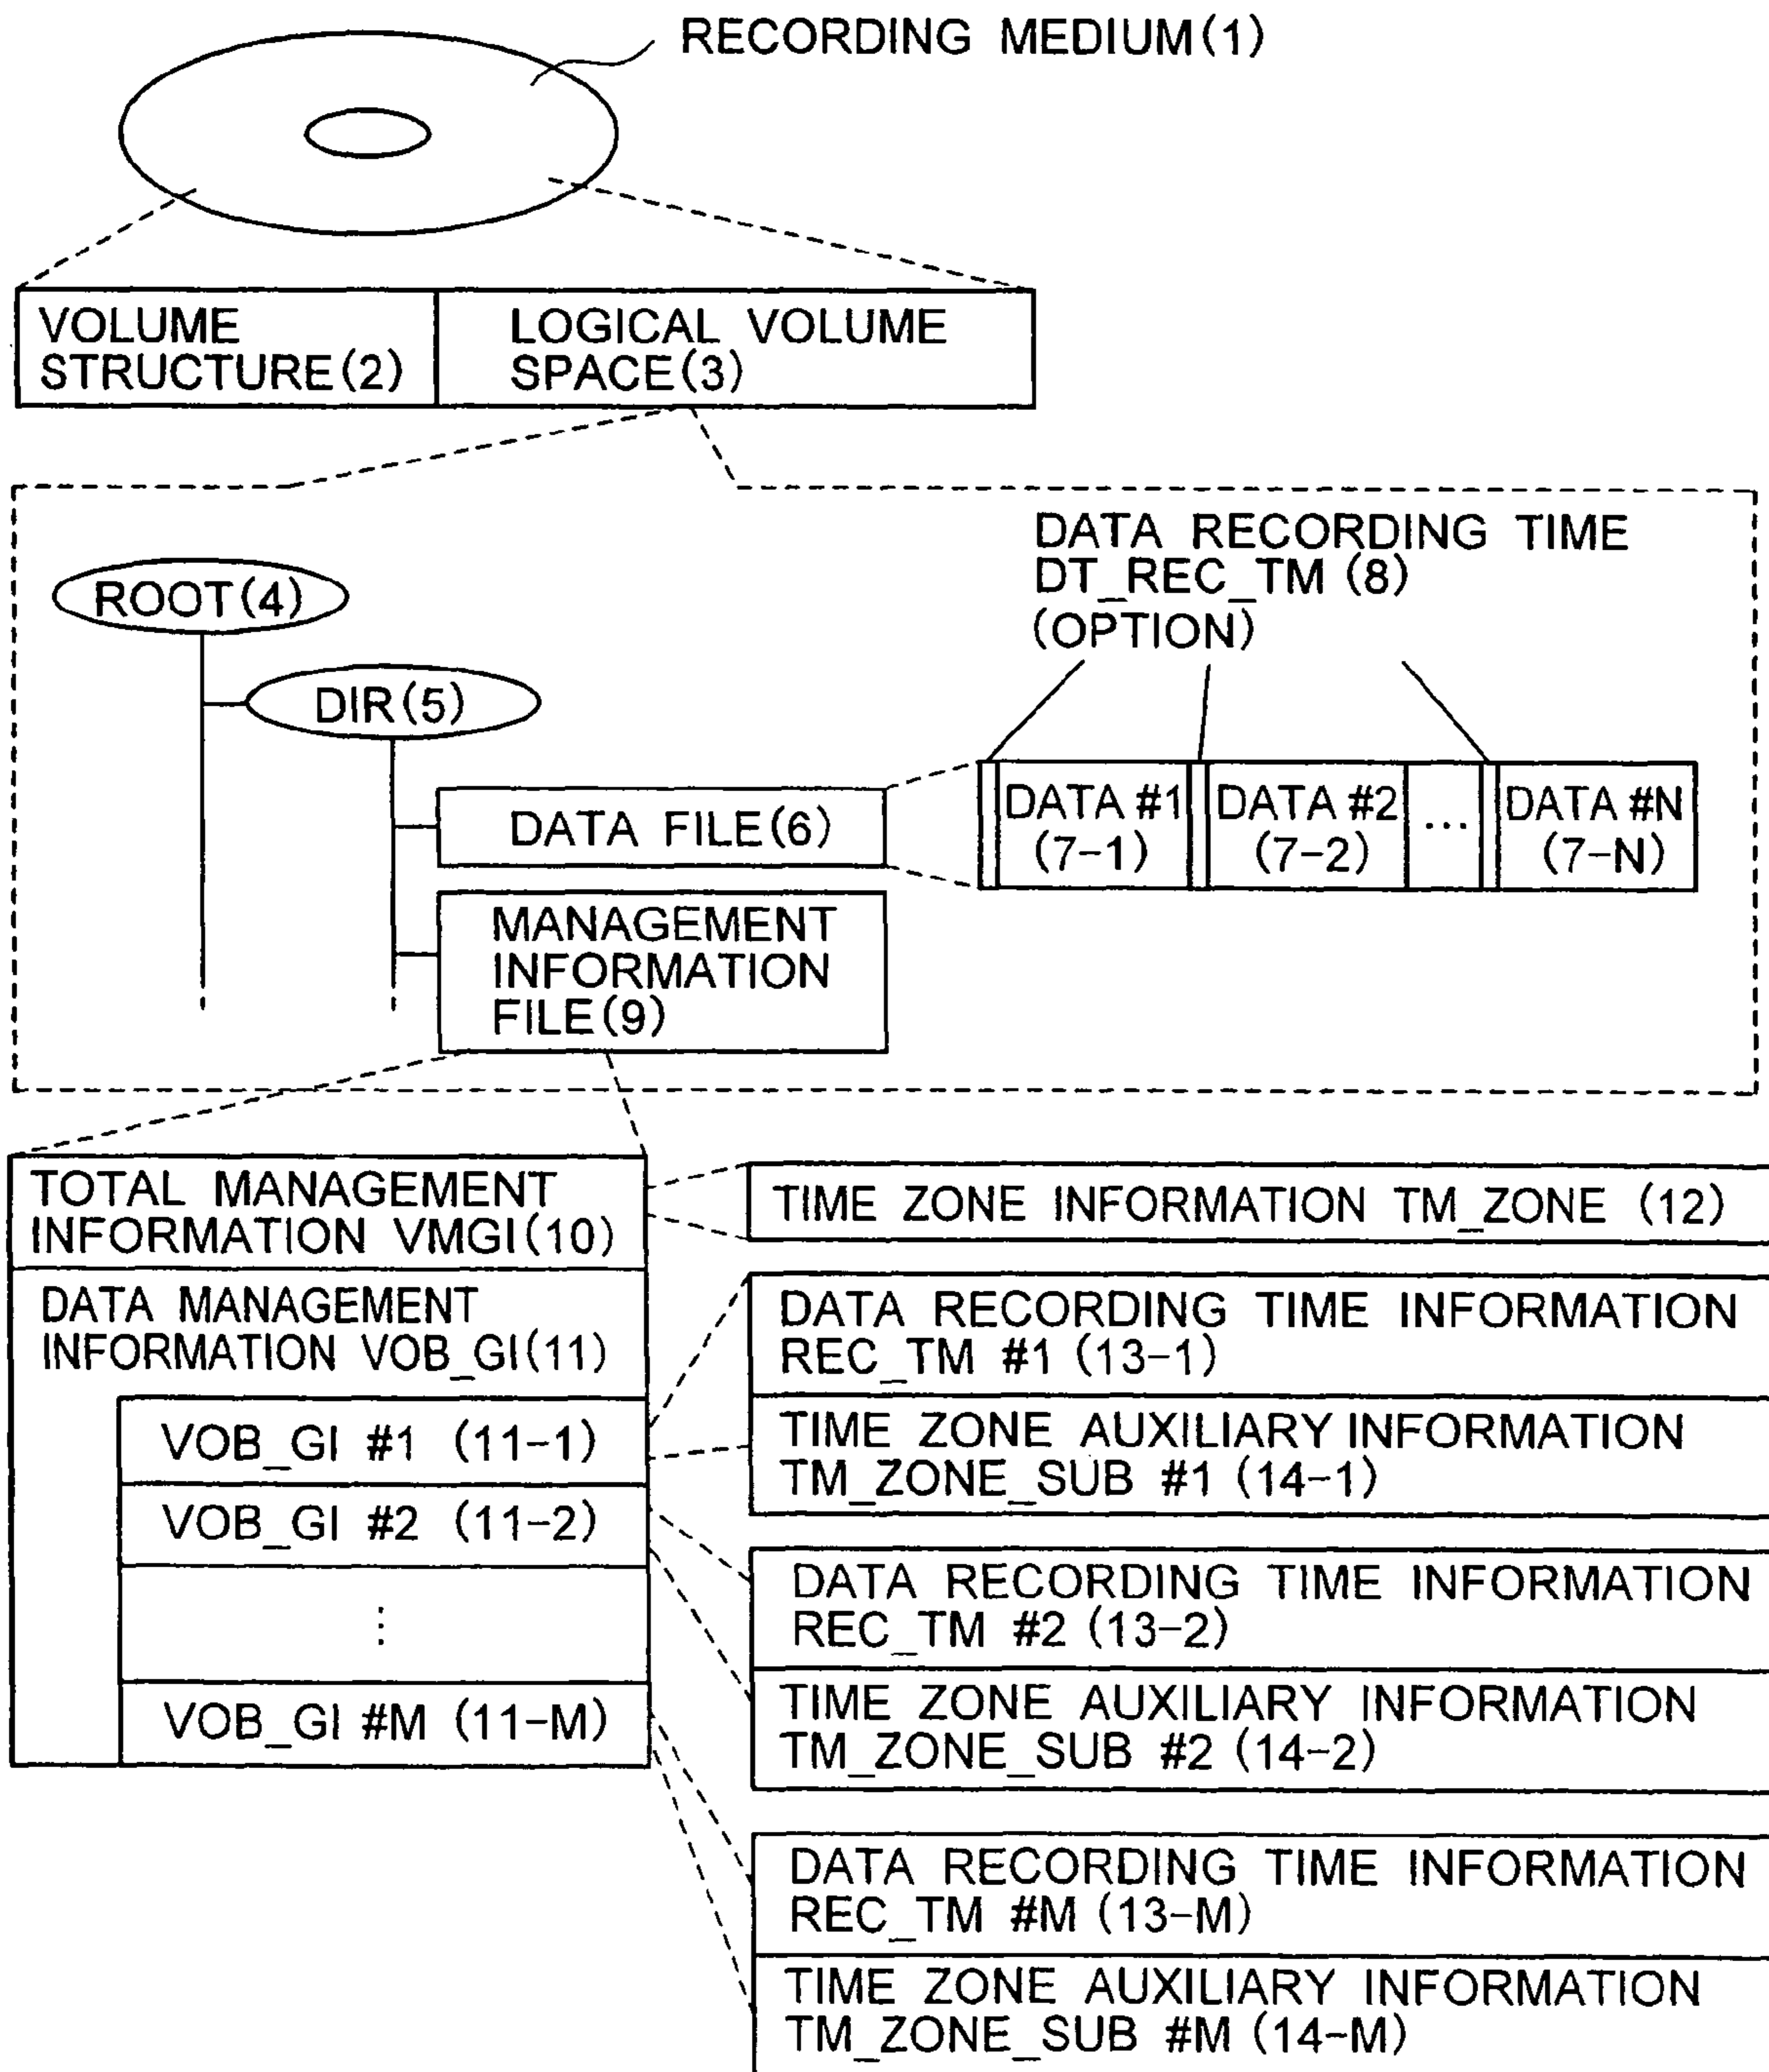 RECORDING MEDIUM(1)
VOLUME
STRUCTURE(2)
LOGICAL VOLUME
SPACE(3)
DATA RECORDING TIME
DT_REC_TM (8)
(OPTION)
ROOT(4)
DIR(5)
DATA FILE(6)
DATA #1
(7-1)
DATA #2
(7-2)
...
DATA #N
(7-N)
MANAGEMENT
INFORMATION
FILE(9)
TOTAL MANAGEMENT
INFORMATION VMGI(10)
TIME ZONE INFORMATION TM_ZONE (12)
DATA MANAGEMENT
INFORMATION VOB_GI(11)
VOB_GI #1 (11-1)
VOB_GI #2 (11-2)
⋮
VOB_GI #M (11-M)
DATA RECORDING TIME INFORMATION
REC_TM #1 (13-1)
TIME ZONE AUXILIARY INFORMATION
TM_ZONE_SUB #1 (14-1)
DATA RECORDING TIME INFORMATION
REC_TM #2 (13-2)
TIME ZONE AUXILIARY INFORMATION
TM_ZONE_SUB #2 (14-2)
DATA RECORDING TIME INFORMATION
REC_TM #M (13-M)
TIME ZONE AUXILIARY INFORMATION
TM_ZONE_SUB #M (14-M)